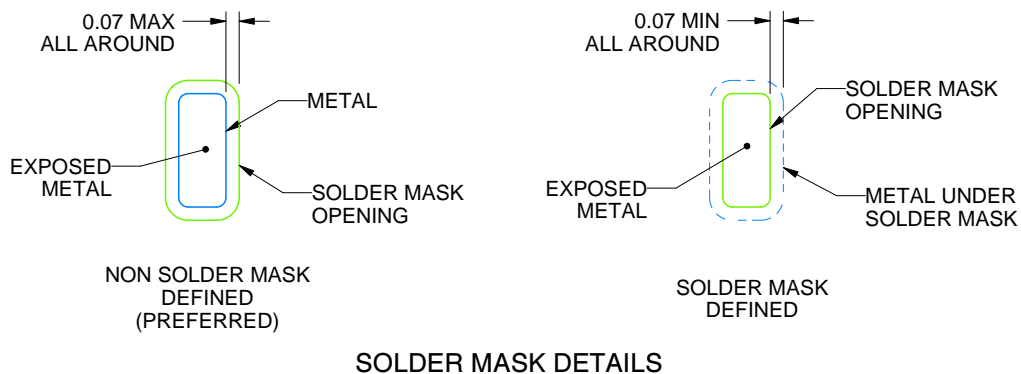 0.07 MAX
ALL AROUND
METAL
EXPOSED
METAL
SOLDER MASK
OPENING
NON SOLDER MASK
DEFINED
(PREFERRED)
0.07 MIN
ALL AROUND
SOLDER MASK
OPENING
EXPOSED
METAL
METAL UNDER
SOLDER MASK
SOLDER MASK
DEFINED
SOLDER MASK DETAILS